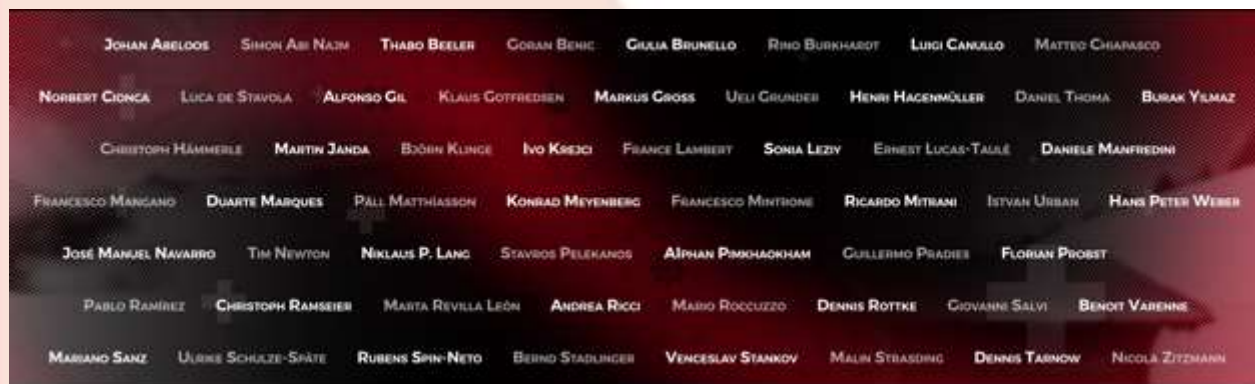 Johan Abeloos Simon Abi Najm Thabo Beeler Goran Benic Giulia Brunello Rino Burkhardt Luigi Canullo Matteo Chiapasco
Norbert Cionca Luca de Stavola Alfonso Gil Klaus Gotfredsen Markus Gross Ueli Grunder Henri Hagenmüller Daniel Thoma Burak Yilmaz
Christoph Hämmerle Martin Janda Björn Klinge Ivo Krejci France Lambert Sonia Leziy Ernest Lucas-Taulé Daniele Manfredini
Francesco Mangano Duarte Marques Páll Matthíasson Konrad Meyenberg Francesco Mintrone Ricardo Mitrani Istvan Urban Hans Peter Weber
José Manuel Navarro Tim Newton Niklaus P. Lang Stavros Pelekanos Alphan Pimkhaokham Guillermo Pradies Florian Probst
Pablo Ramírez Christoph Ramseier Marta Revilla León Andrea Ricci Mario Roccuzzo Dennis Rottke Giovanni Salvi Benoit Varenne
Mariano Sanz Ulrike Schulze-Späte Rubens Spin-Neto Bernd Stadlinger Venceslav Stankov Malin Strasding Dennis Tarnow Nicola Zitzmann